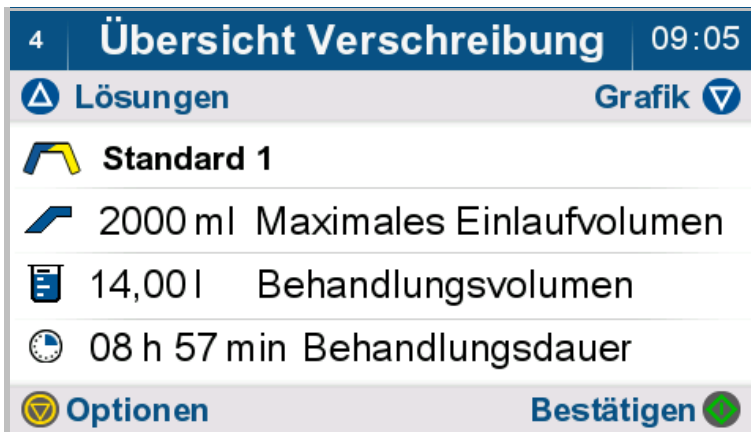 4 Übersicht Verschreibung 09:05
Lösungen Grafik
Standard 1
2000 ml Maximales Einlaufvolumen
14,00 l Behandlungsvolumen
08 h 57 min Behandlungsdauer
Optionen Bestätigen